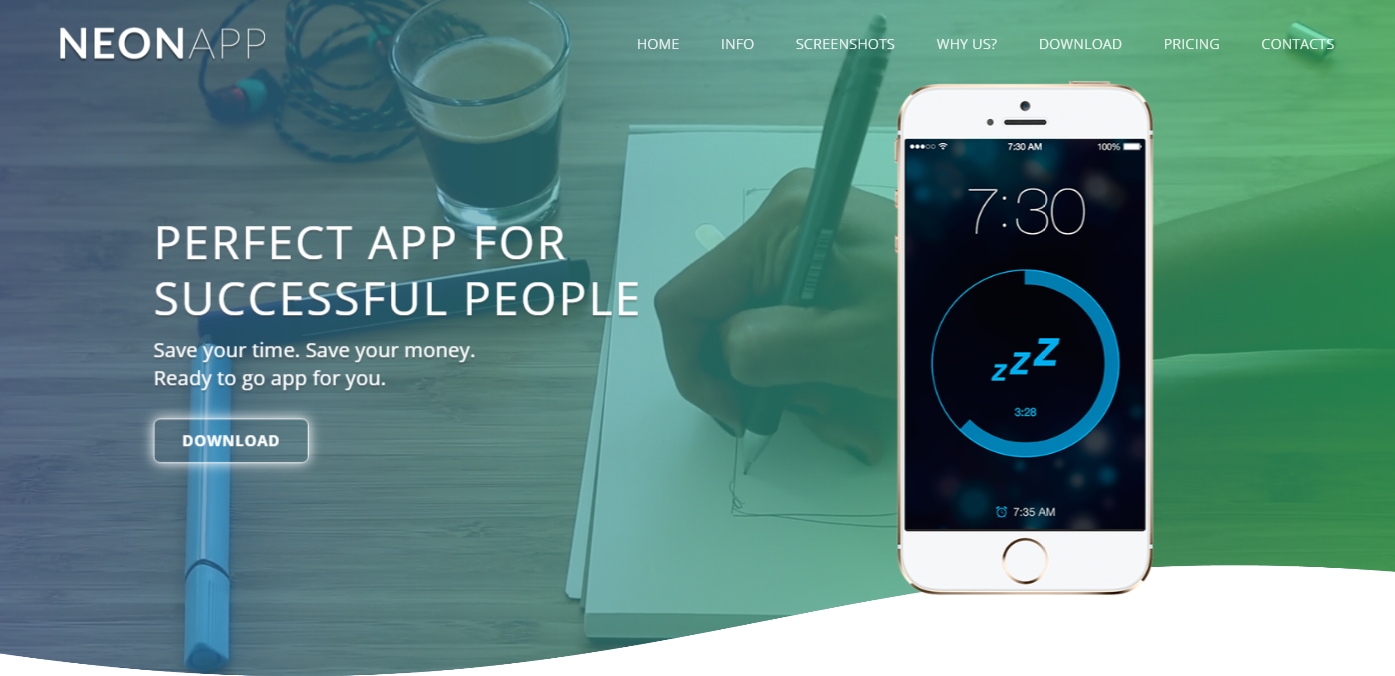 NEONAPP
HOME INFO SCREENSHOTS WHY US? DOWNLOAD PRICING CONTACTS
PERFECT APP FOR
SUCCESSFUL PEOPLE
Save your time. Save your money.
Ready to go app for you.
DOWNLOAD
7:30 AM 100%
7:30
zzz
3:28
7:35 AM